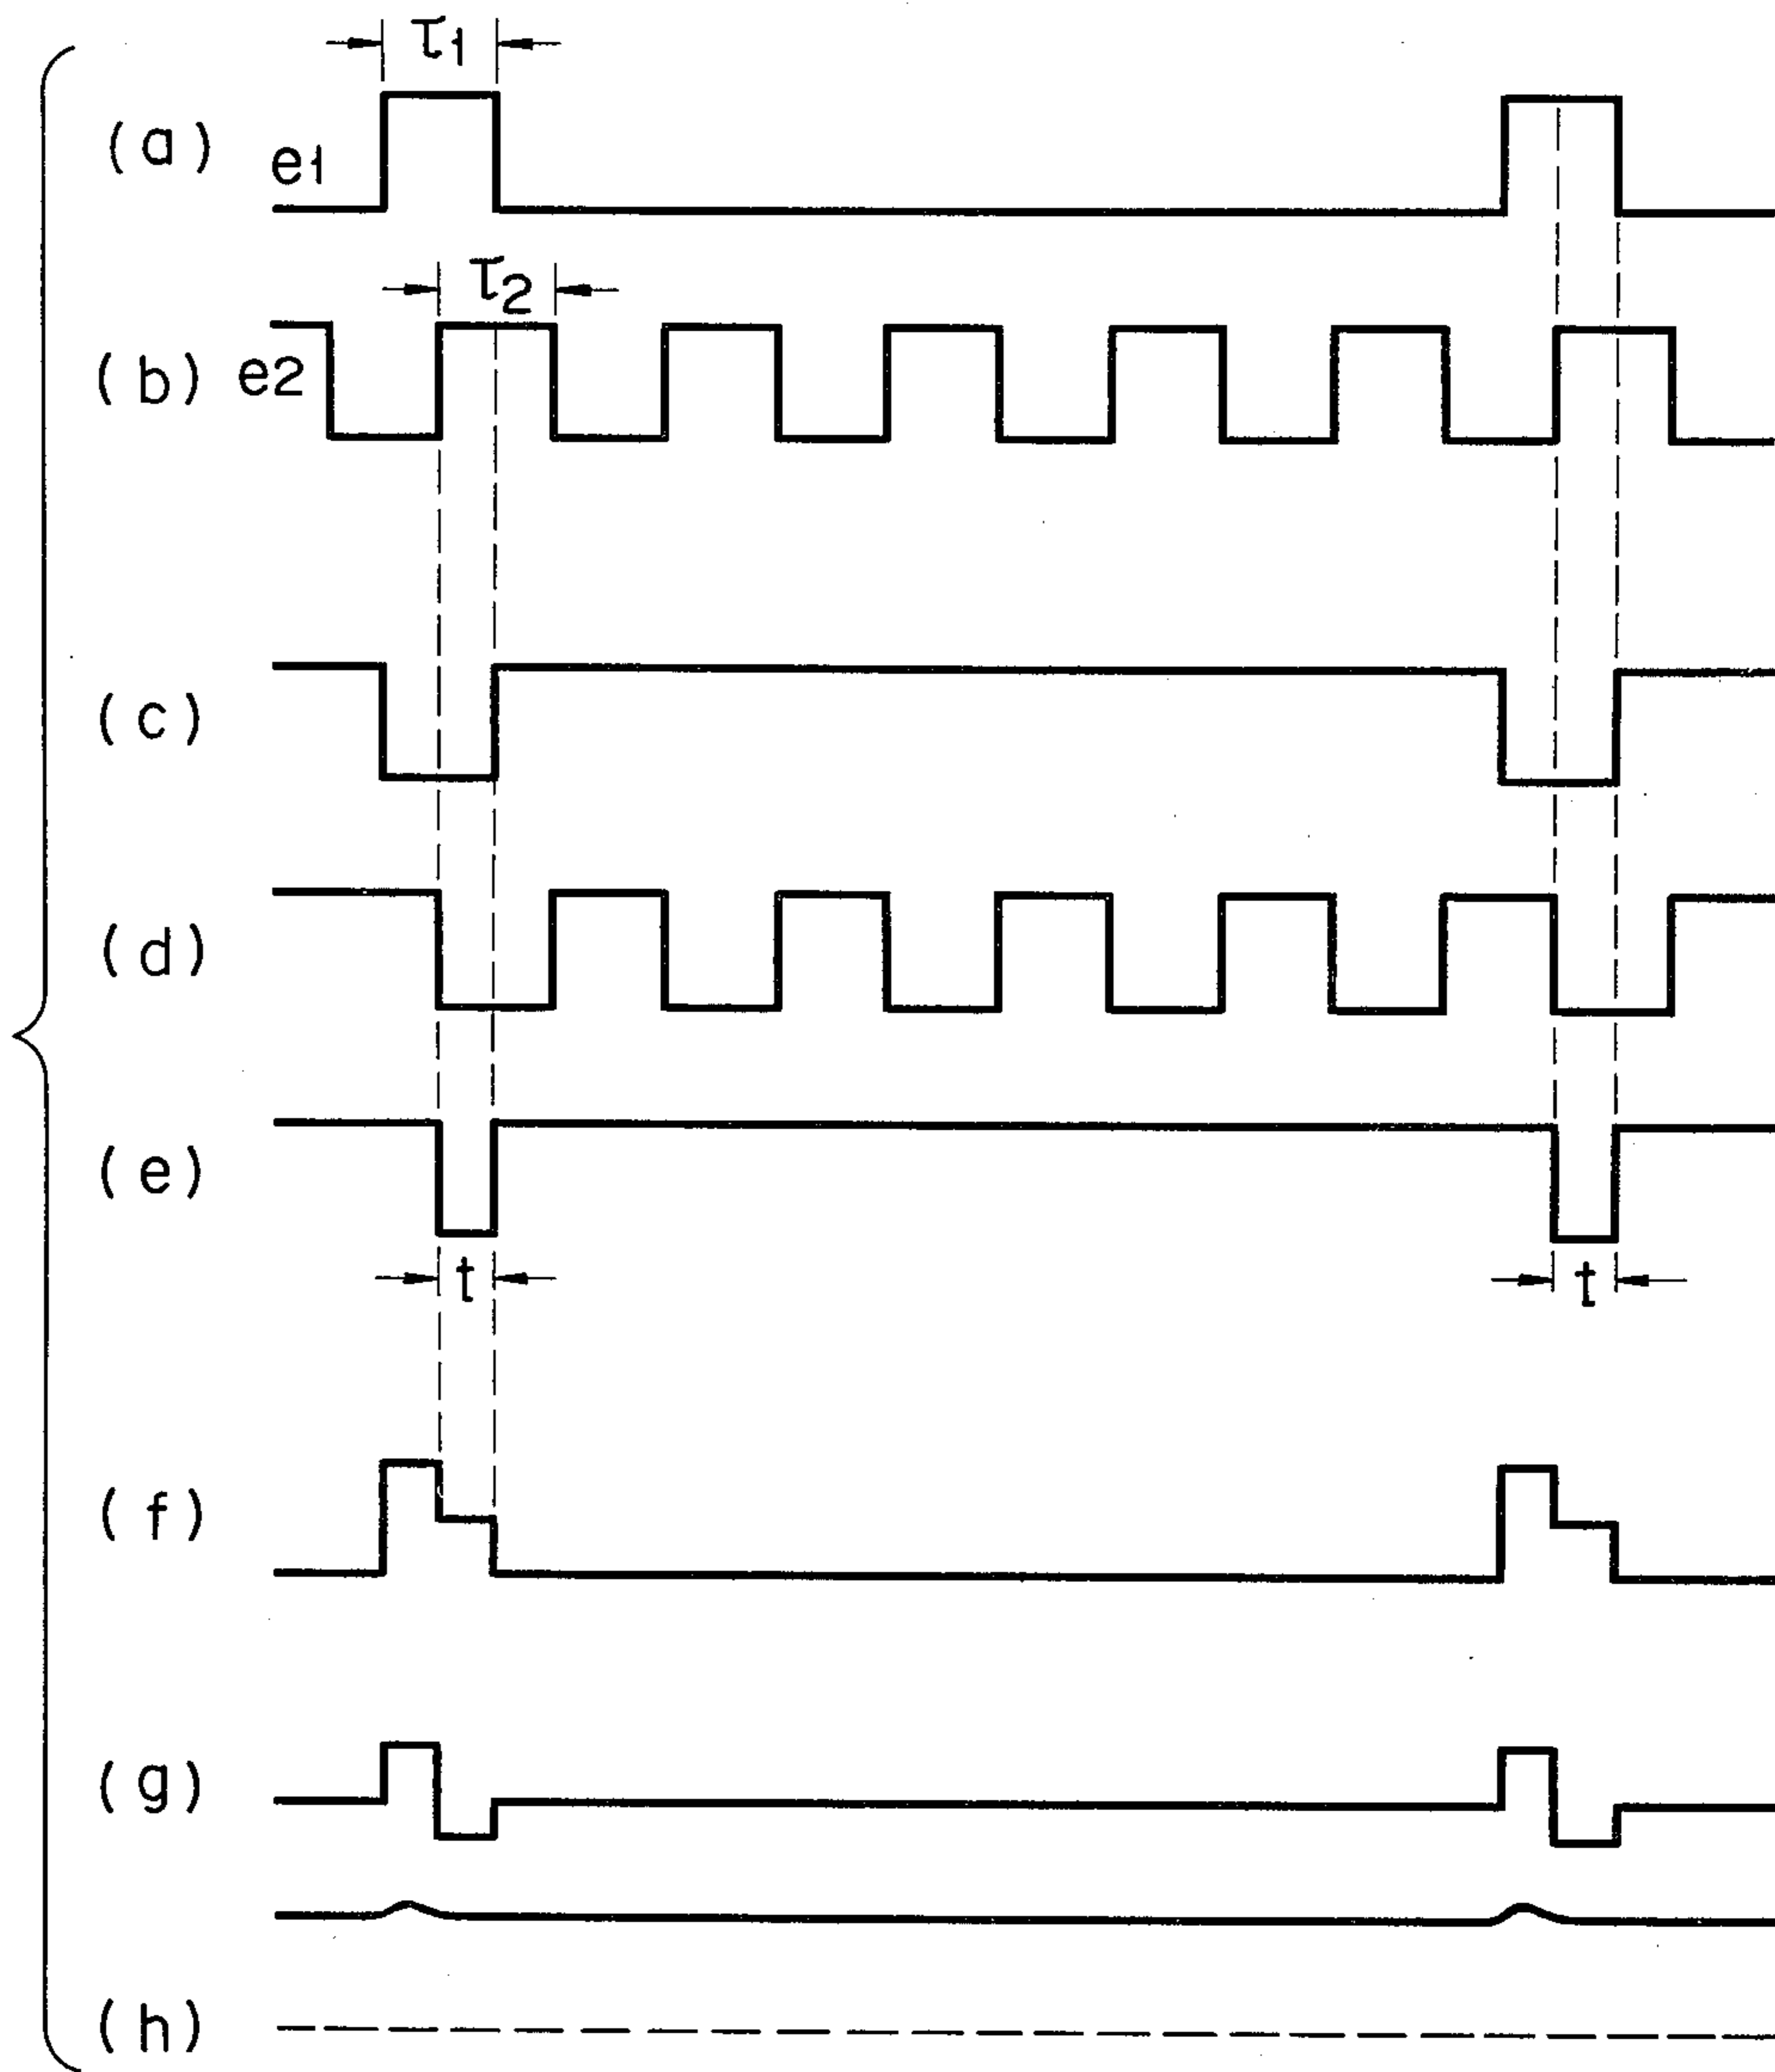 τ1
(a) e1
τ2
(b) e2
(c)
(d)
(e)
t t
(f)
(g)
(h)